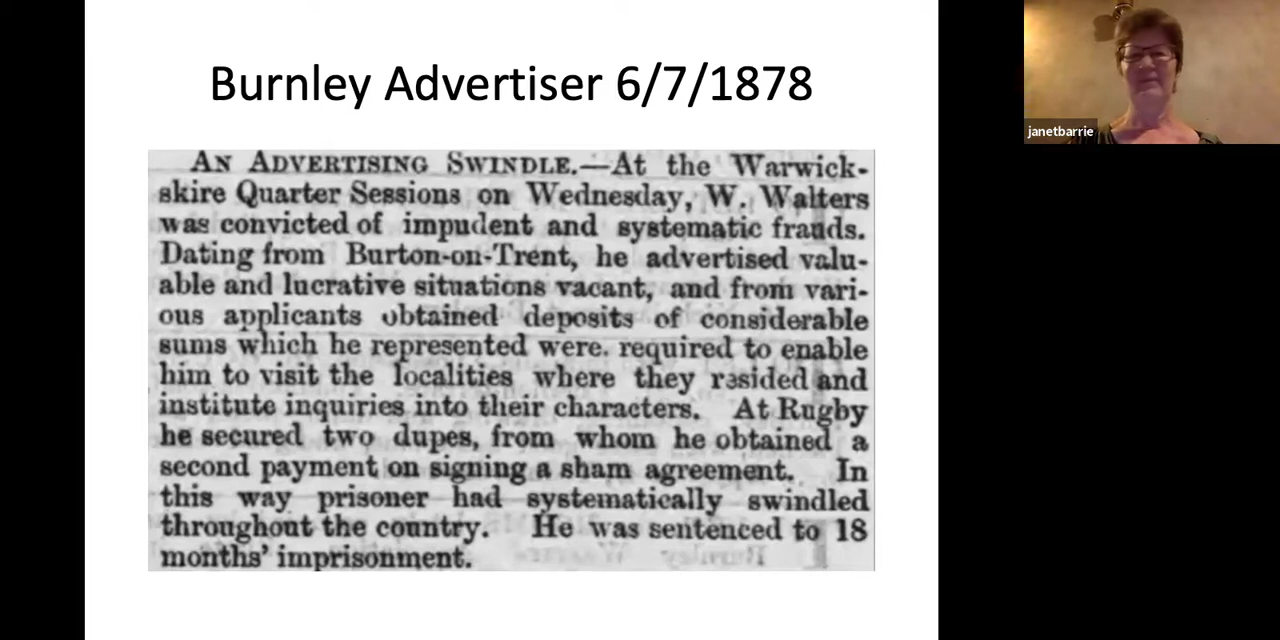 Burnley Advertiser 6/7/1878
AN ADVERTISING SWINDLE.—At the Warwick-
skire Quarter Sessions on Wednesday, W. Walters
was convicted of impudent and systematic frauds.
Dating from Burton-on-Trent, he advertised valu-
able and lucrative situations vacant, and from vari-
ous applicants obtained deposits of considerable
sums which he represented were. required to enable
him to visit the localities where they rasided and
institute inquiries into their characters. At Rugby
he secured two dupes, from whom he obtained a
second payment on signing a sham agreement. In
this way prisoner had systematically swindled
throughout the country. He was sentenced to 18
months' imprisonment.
janetbarrie